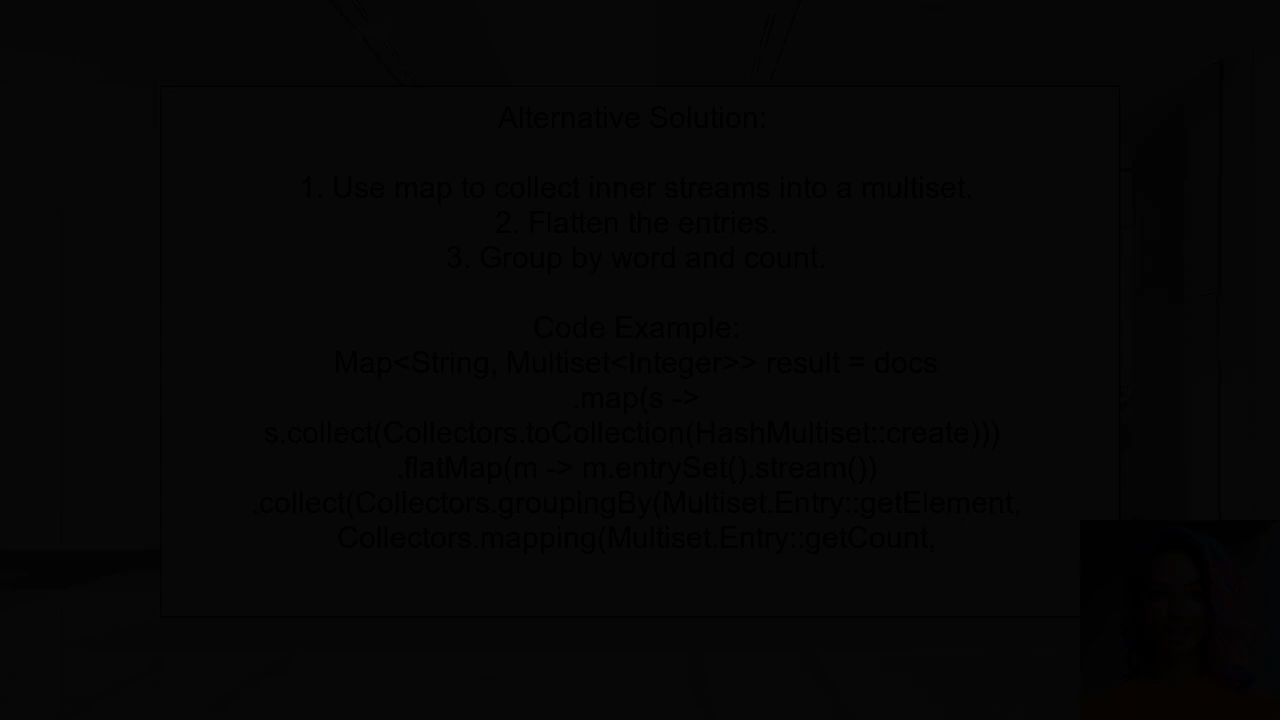 Alternative Solution:
1. Use map to collect inner streams into a multiset.
2. Flatten the entries.
3. Group by word and count.
Code Example:
Map<String, Multiset<Integer>> result = docs
.map(s ->
s.collect(Collectors.toCollection(HashMultiset::create)))
.flatMap(m -> m.entrySet().stream())
.collect(Collectors.groupingBy(Multiset.Entry::getElement,
Collectors.mapping(Multiset.Entry::getCount,